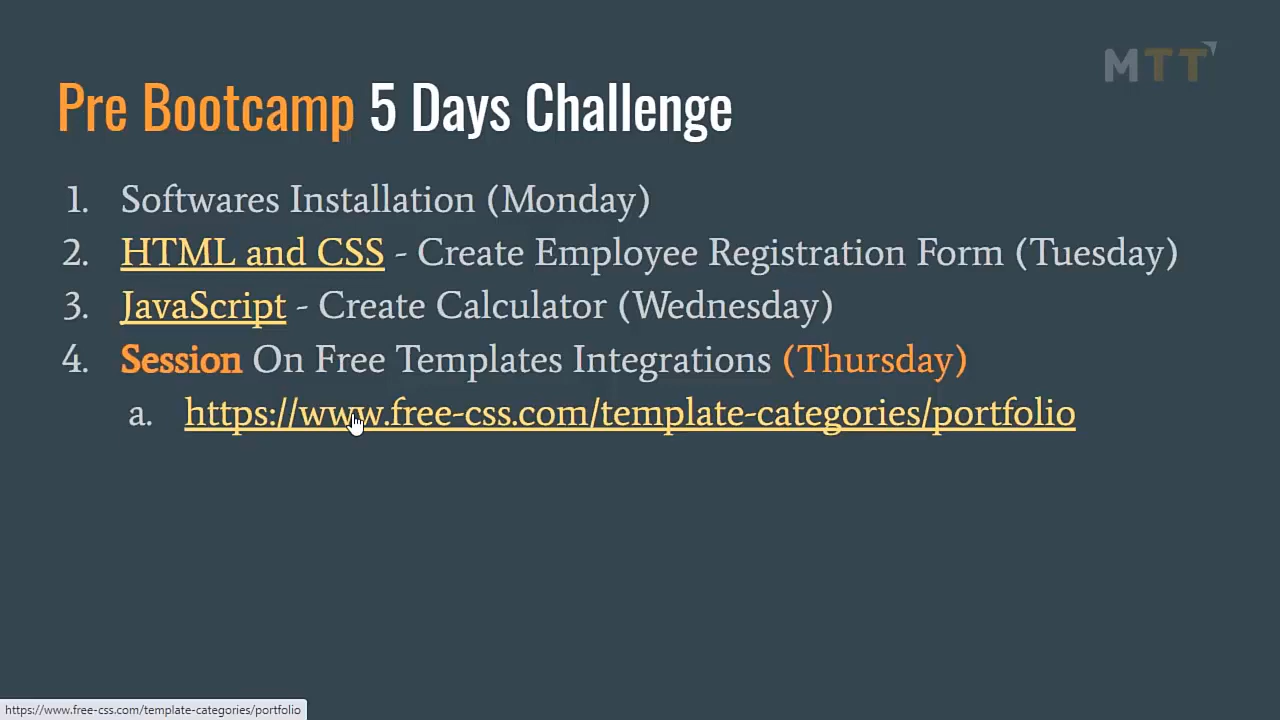 MTT
Pre Bootcamp 5 Days Challenge
1. Softwares Installation (Monday)
2. HTML and CSS - Create Employee Registration Form (Tuesday)
3. JavaScript - Create Calculator (Wednesday)
4. Session On Free Templates Integrations (Thursday)
a. https://www.free-css.com/template-categories/portfolio
https://www.free-css.com/template-categories/portfolio